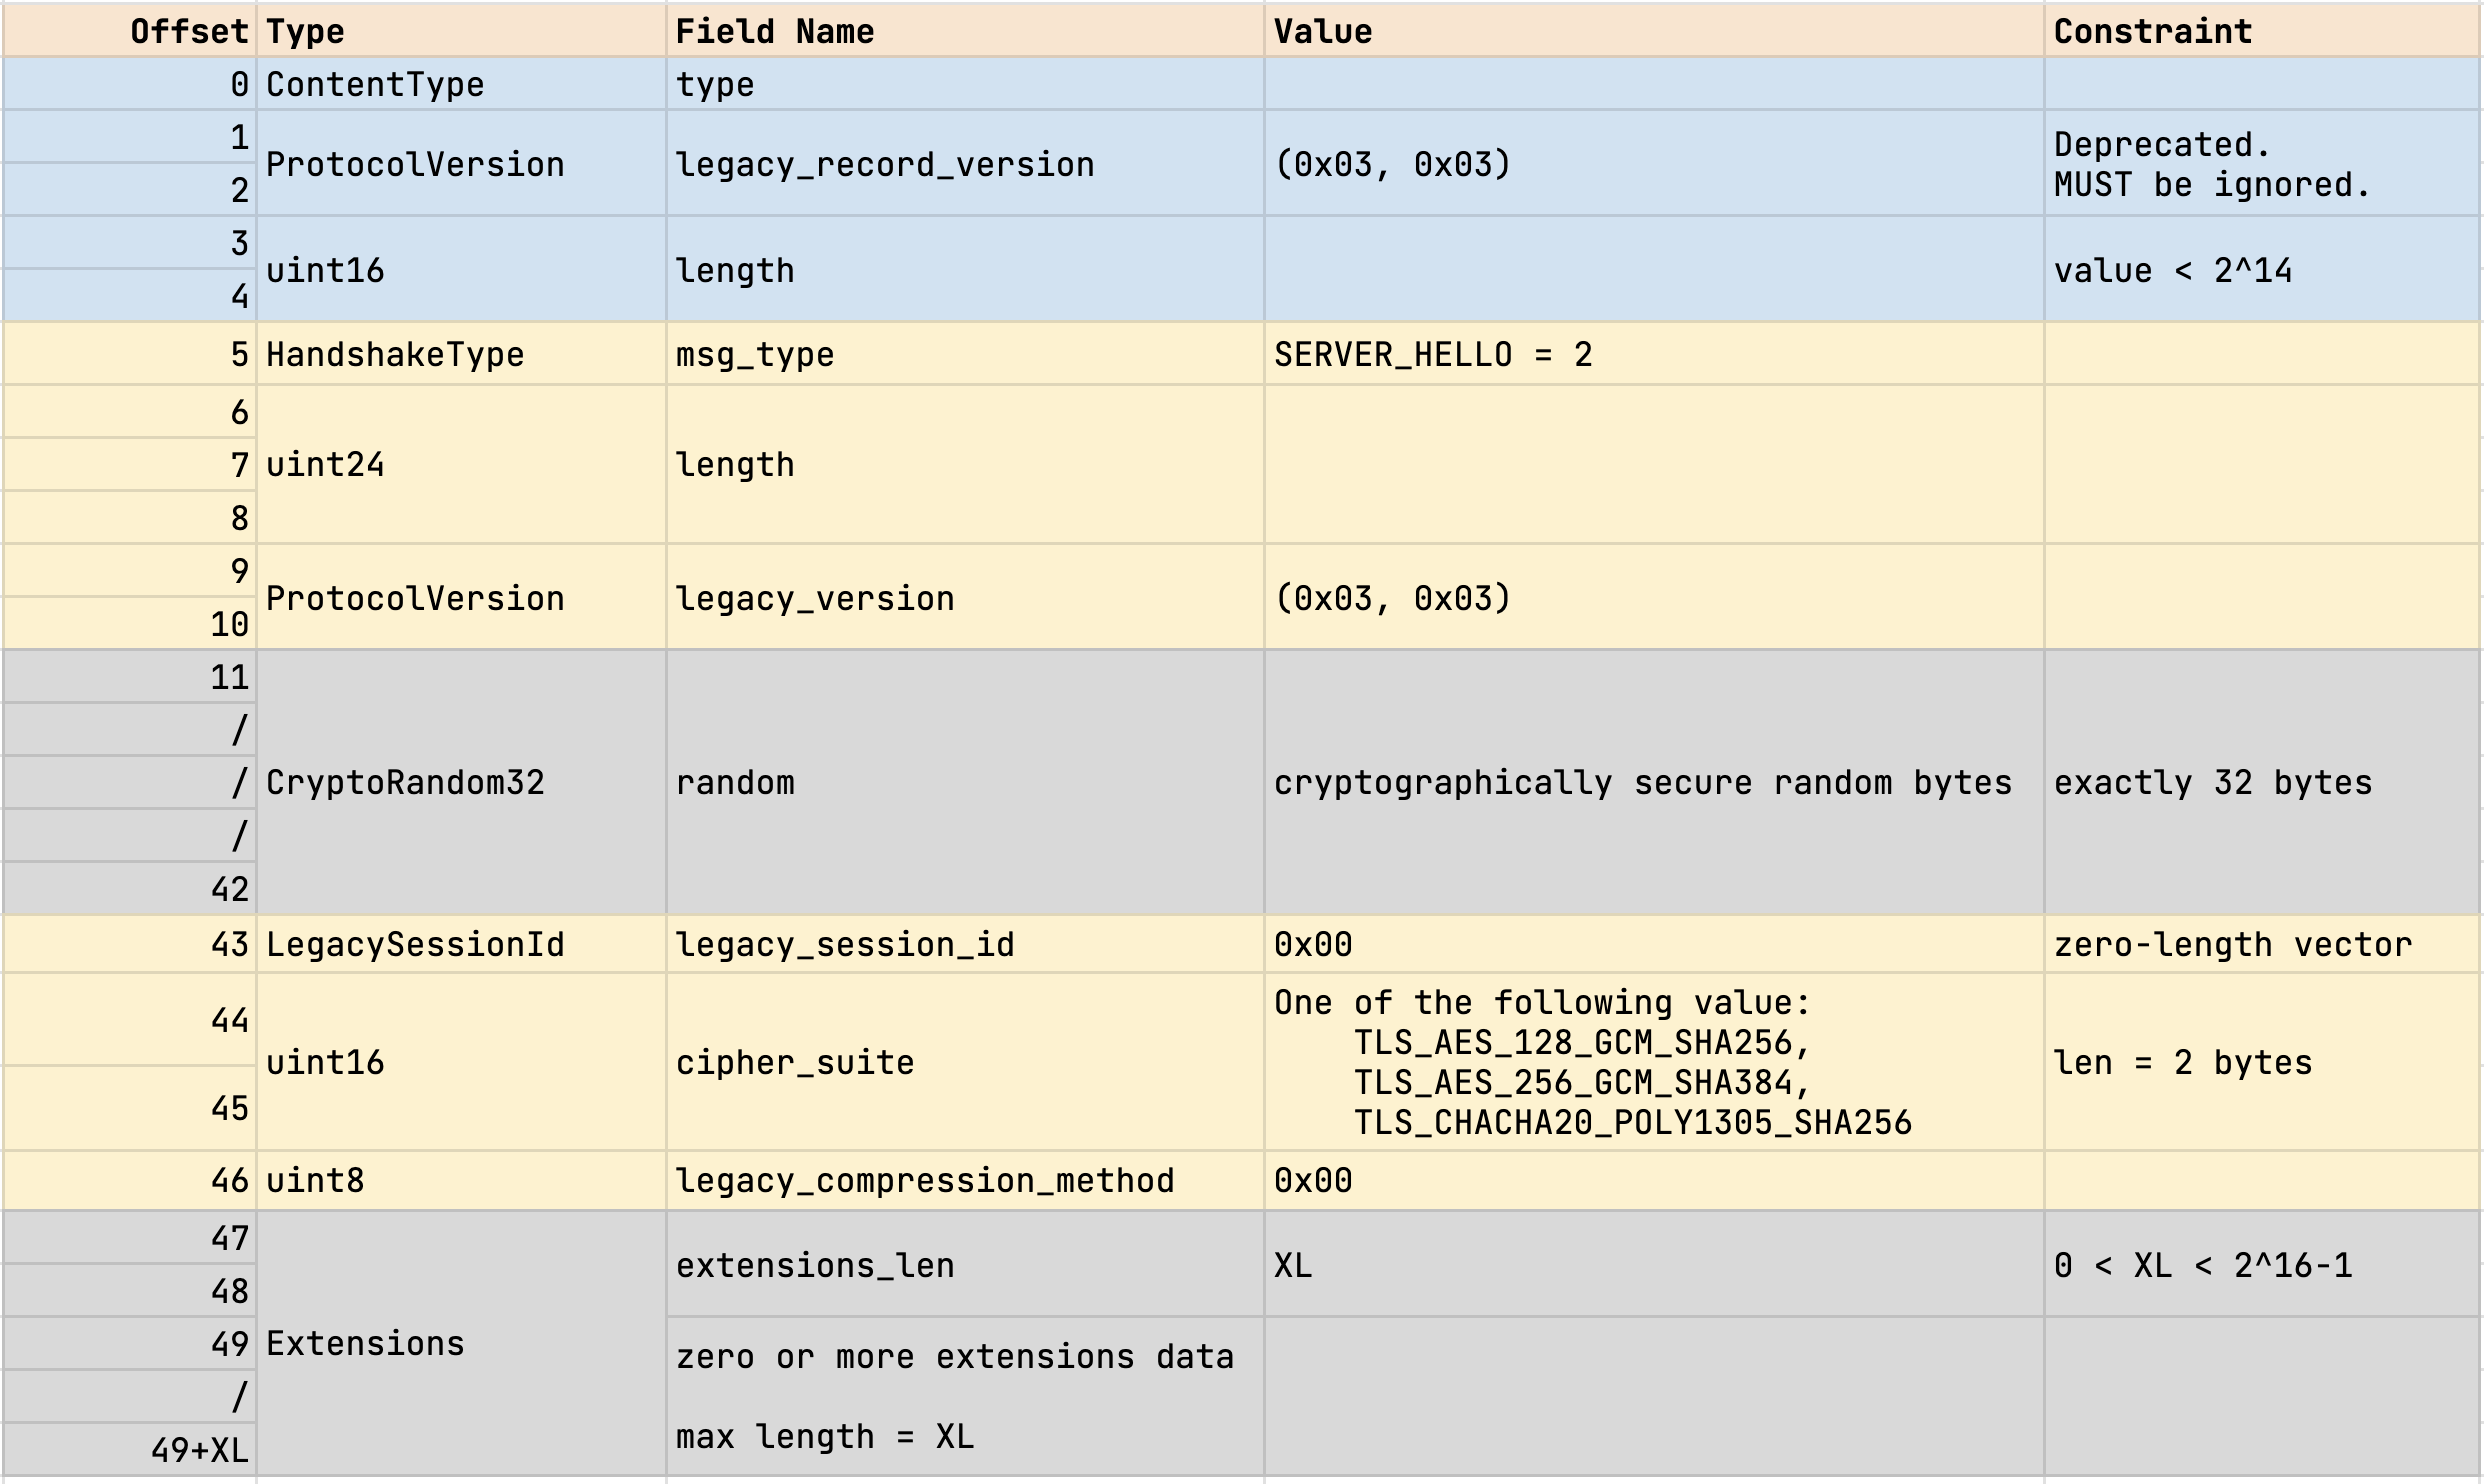 Offset Type Field Name Value Constraint
0 ContentType type
1
ProtocolVersion legacy_record_version (0x03, 0x03) Deprecated.
MUST be ignored.
2
3
uint16 length value < 2^14
4
5 HandshakeType msg_type SERVER_HELLO = 2
6
7 uint24 length
8
9
ProtocolVersion legacy_version (0x03, 0x03)
10
11
/
/ CryptoRandom32 random cryptographically secure random bytes exactly 32 bytes
/
42
43 LegacySessionId legacy_session_id 0x00 zero-length vector
44
uint16 cipher_suite One of the following value:
TLS_AES_128_GCM_SHA256,
TLS_AES_256_GCM_SHA384,
TLS_CHACHA20_POLY1305_SHA256
len = 2 bytes
45
46 uint8 legacy_compression_method 0x00
47
extensions_len XL 0 < XL < 2^16-1
48
49 Extensions zero or more extensions data
/
max length = XL
49+XL